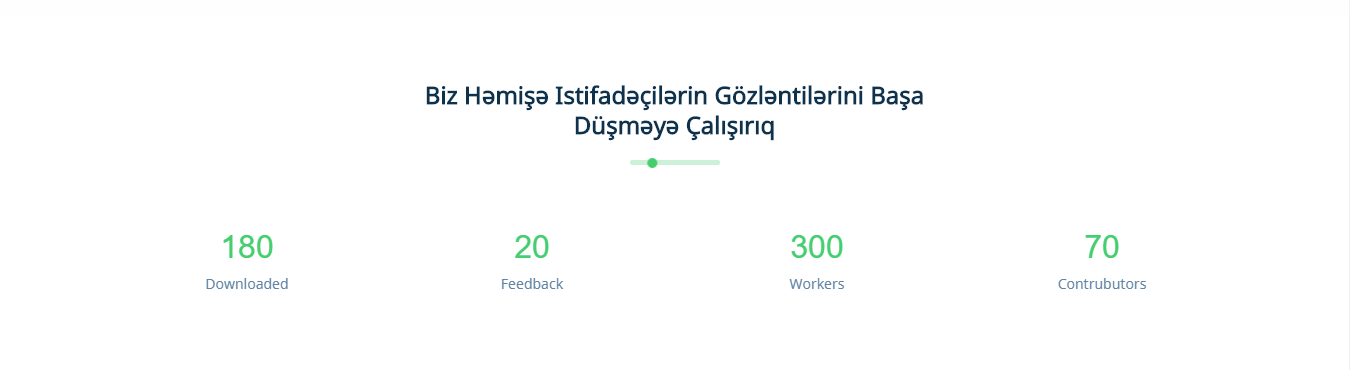 Biz Həmişə Istifadəçilərin Gözləntilərini Başa
Düşməyə Çalışırıq
180
20
300
70
Downloaded
Feedback
Workers
Contrubutors